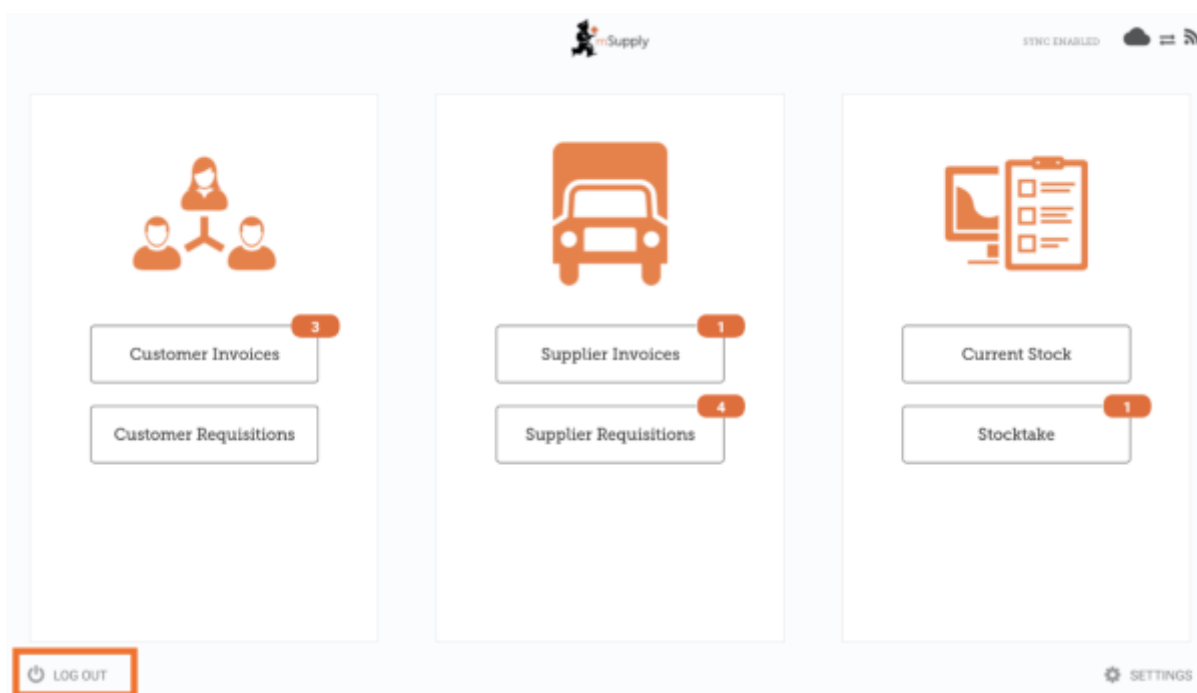 mSupply
SYNC ENABLED
3
Customer Invoices
Customer Requisitions
1
Supplier Invoices
4
Supplier Requisitions
Current Stock
1
Stocktake
LOG OUT
SETTINGS